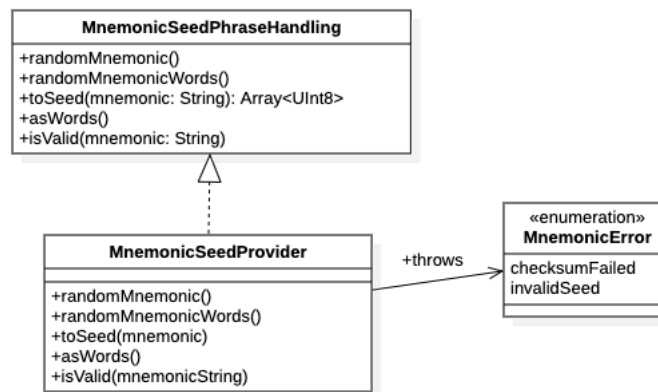 MnemonicSeedPhraseHandling
+randomMnemonic()
+randomMnemonicWords()
+toSeed(mnemonic: String): Array<UInt8>
+asWords()
+isValid(mnemonic: String)
MnemonicSeedProvider
+randomMnemonic()
+randomMnemonicWords()
+toSeed(mnemonic)
+asWords()
+isValid(mnemonicString)
+throws
«enumeration»
MnemonicError
checksumFailed
invalidSeed